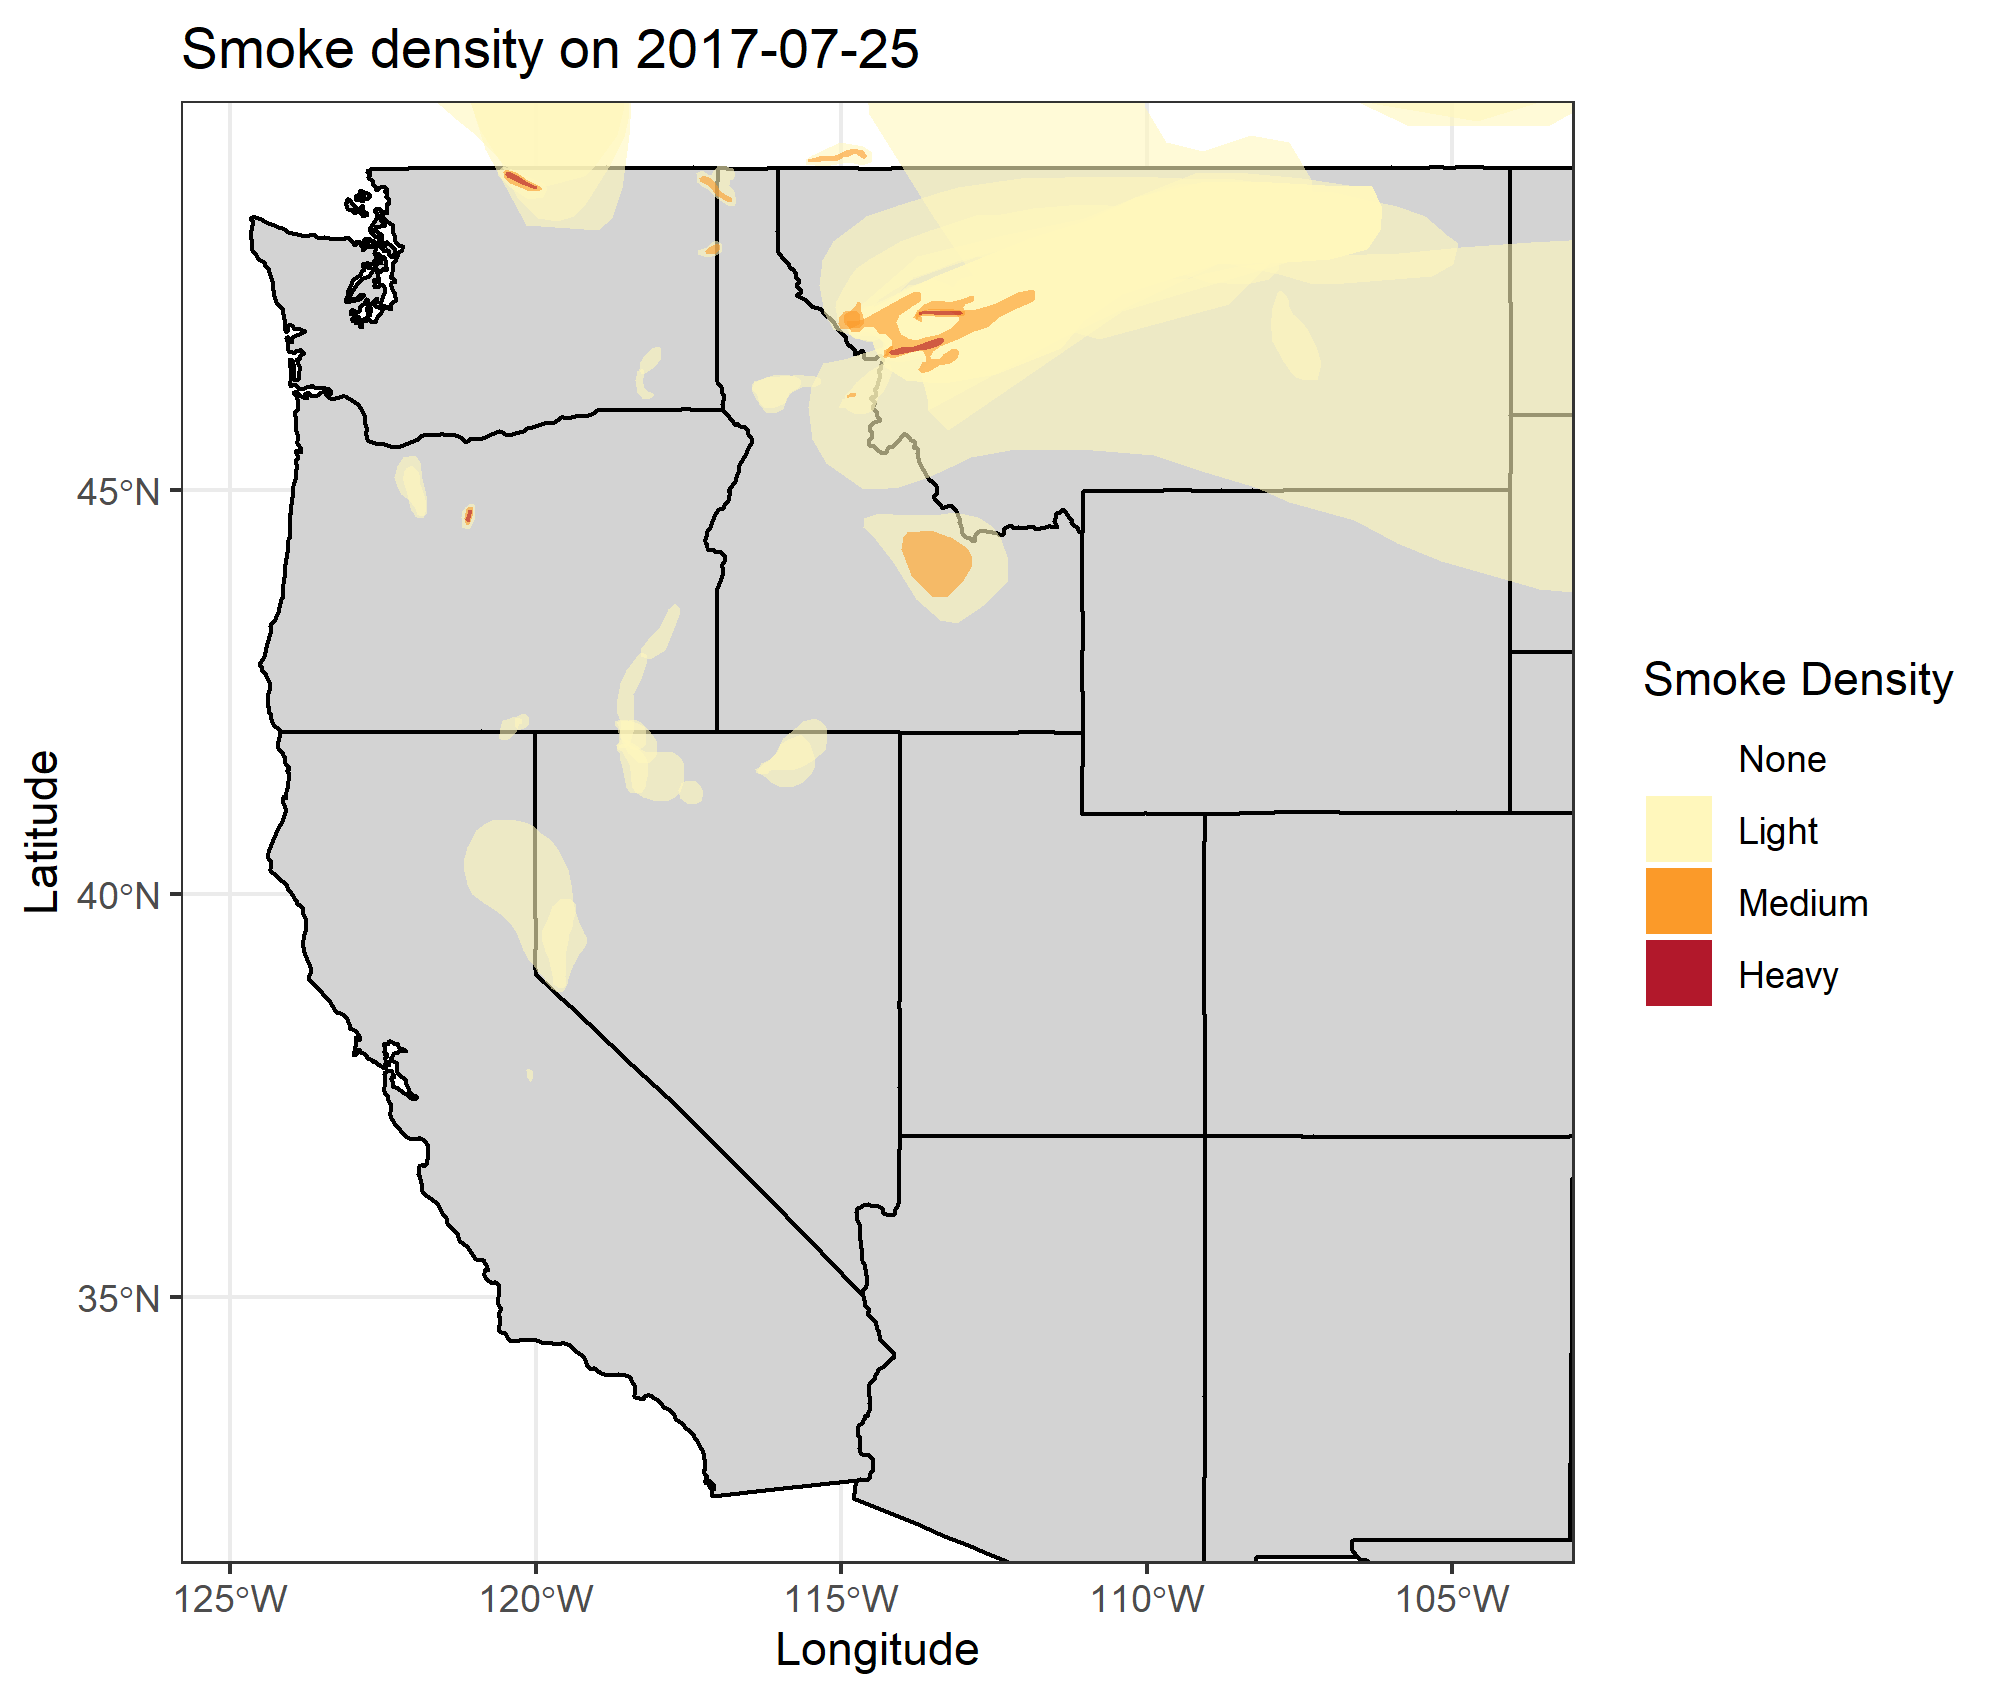 Smoke density on 2017-07-25
45°N
40°N
35°N
125°W
120°W
115°W
110°W
105°W
Longitude
Latitude
Smoke Density
None
Light
Medium
Heavy